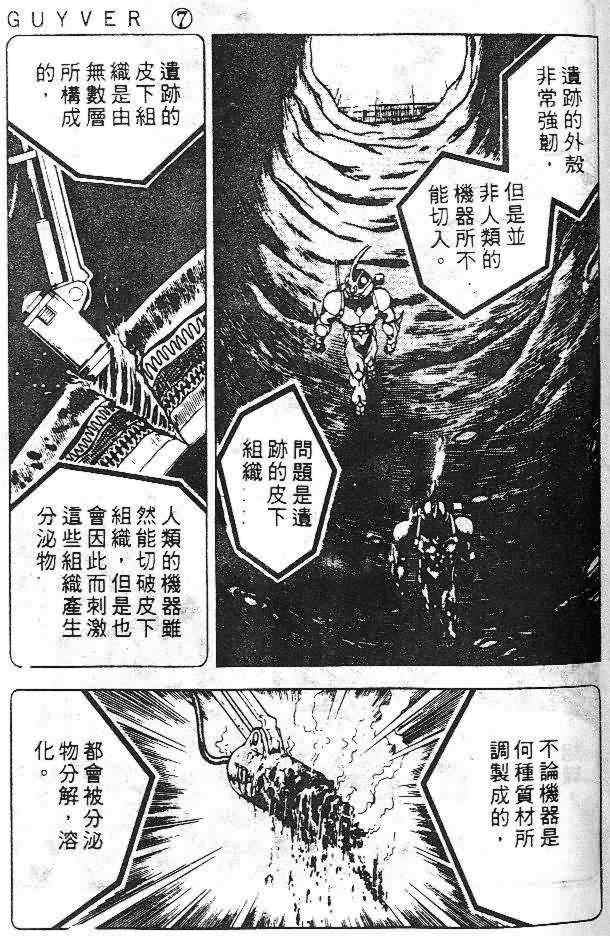 GUYVER ⑦
遺跡的外殼
非常強韌，
但是並
非人類的
機器所不
能切入。
問題是遺
跡的皮下
組織……
遺跡的
皮下組
織是由
無數層
所構成
的，
人類的機器雖
然能切破皮下
組織，但是也
會因此而刺激
這些組織產生
分泌物
不論機器是
何種質材所
調製成的，
都會被分泌
物分解，溶
化。